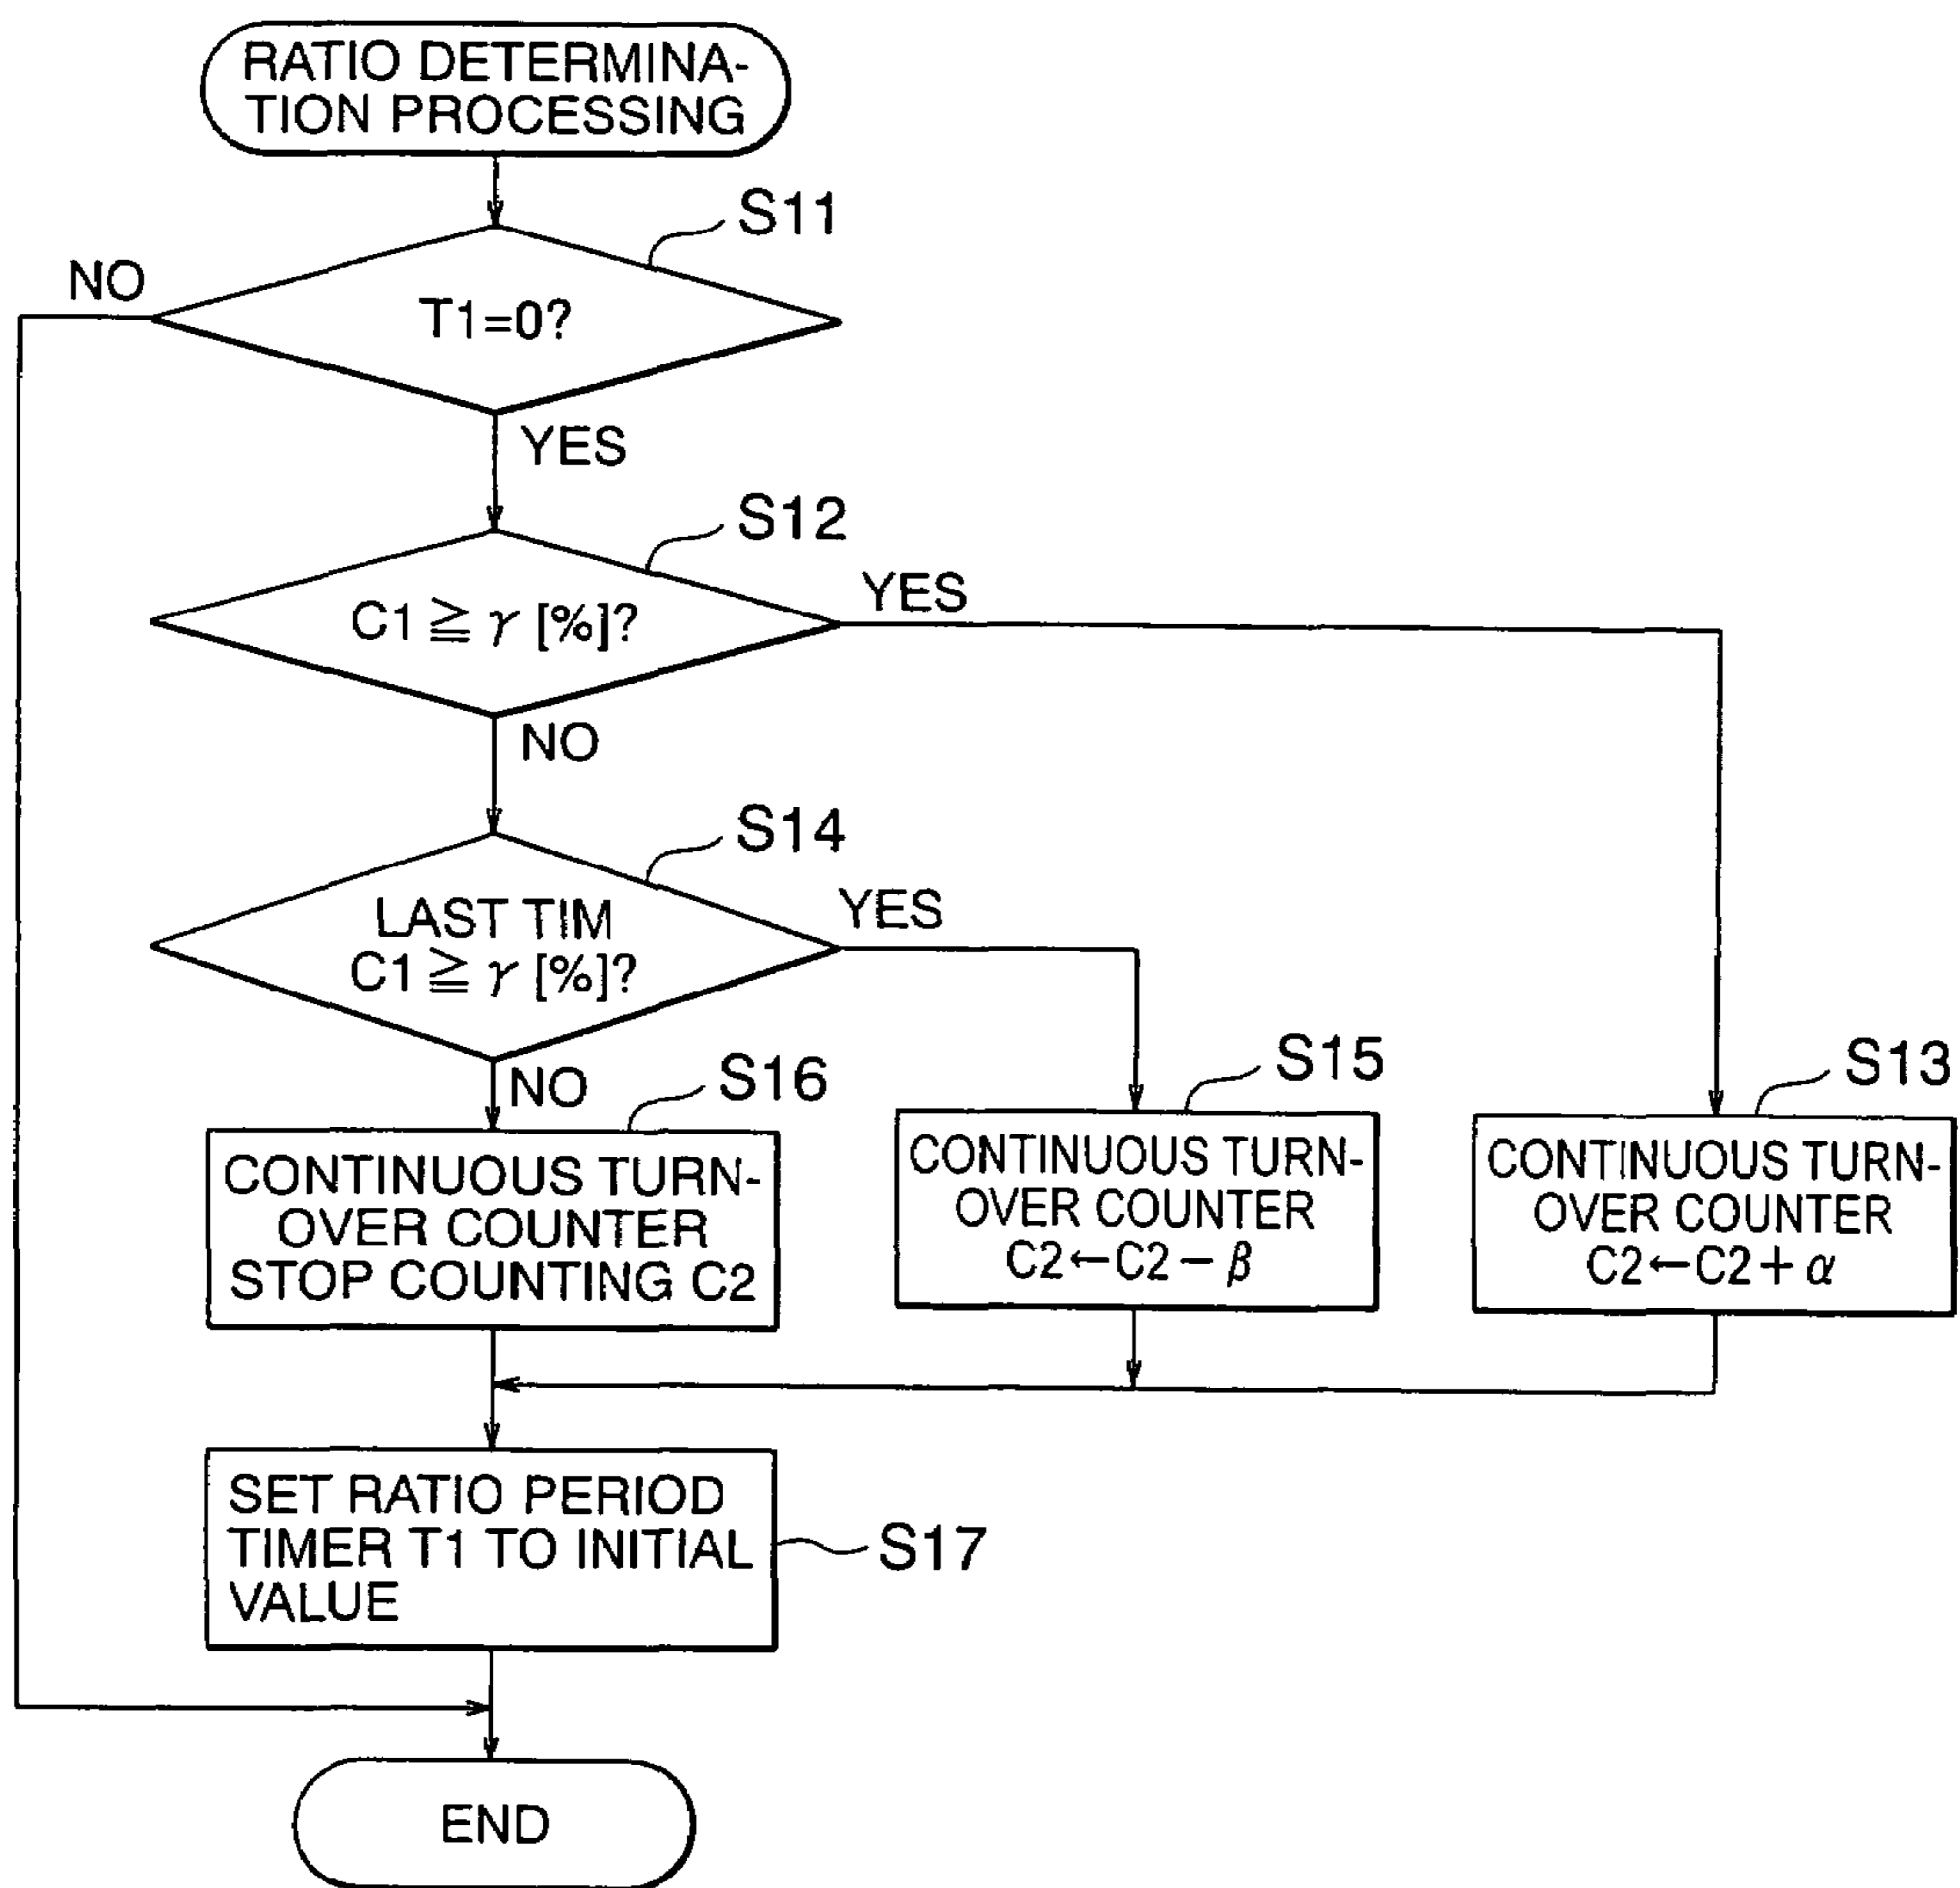 RATIO DETERMINA-
TION PROCESSING
S11
NO
T1=0?
YES
S12
C1 ≧ γ [%]?
YES
NO
S14
LAST TIM
C1 ≧ γ [%]?
YES
NO
S16
S15
S13
CONTINUOUS TURN-
OVER COUNTER
STOP COUNTING C2
CONTINUOUS TURN-
OVER COUNTER
C2←C2－β
CONTINUOUS TURN-
OVER COUNTER
C2←C2+α
SET RATIO PERIOD
TIMER T1 TO INITIAL
VALUE
S17
END